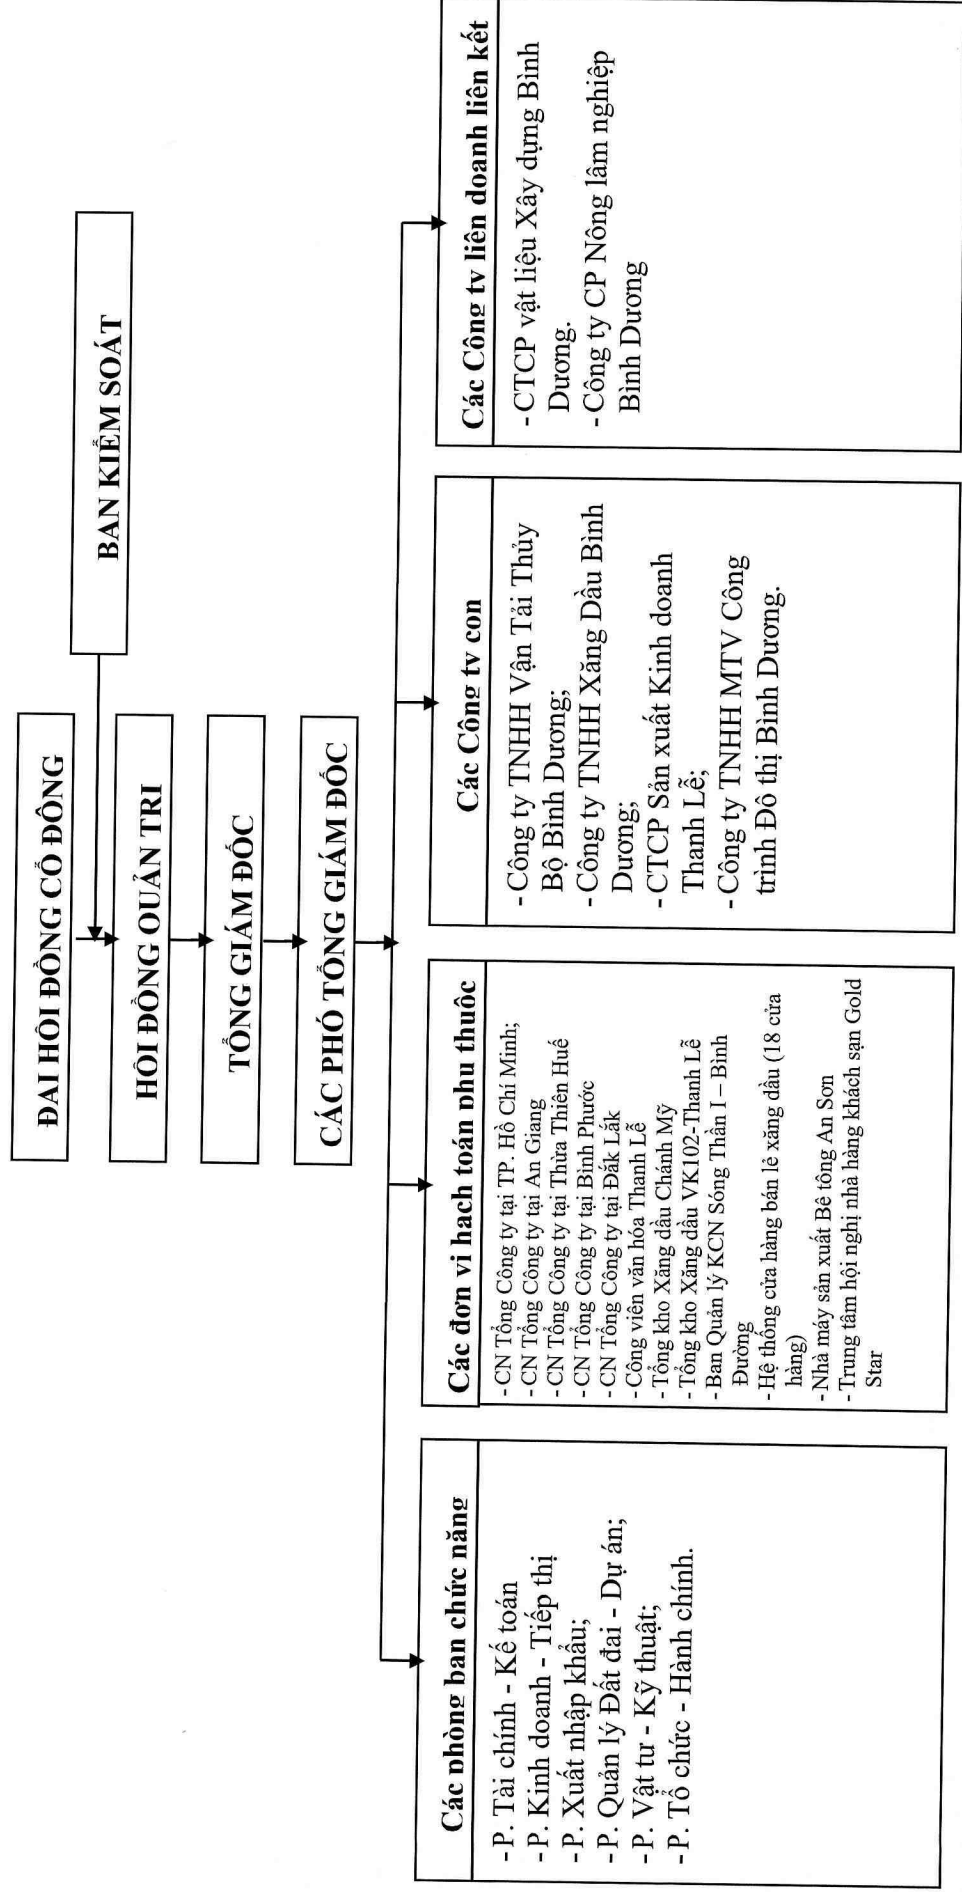 ĐẠI HỘI ĐỒNG CỔ ĐÔNG
BAN KIỂM SOÁT
HỘI ĐỒNG QUẢN TRỊ
TỔNG GIÁM ĐỐC
CÁC PHÓ TỔNG GIÁM ĐỐC
Các phòng ban chức năng
- P. Tài chính - Kế toán
- P. Kinh doanh - Tiếp thị
- P. Xuất nhập khẩu;
- P. Quản lý Đất đai - Dự án;
- P. Vật tư - Kỹ thuật;
- P. Tổ chức - Hành chính.
Các đơn vị hạch toán phụ thuộc
- CN Tổng Công ty tại TP. Hồ Chí Minh;
- CN Tổng Công ty tại An Giang
- CN Tổng Công ty tại Thừa Thiên Huế
- CN Tổng Công ty tại Bình Phước
- CN Tổng Công ty tại Đắk Lắk
- Công viên văn hóa Thanh Lễ
- Tổng kho Xăng dầu Chánh Mỹ
- Tổng kho Xăng dầu VK102-Thanh Lễ
- Ban Quản lý KCN Sóng Thần I – Bình
Đường
- Hệ thống cửa hàng bán lẻ xăng dầu (18 cửa
hàng)
- Nhà máy sản xuất Bê tông An Sơn
- Trung tâm hội nghị nhà hàng khách sạn Gold
Star
Các Công ty con
- Công ty TNHH Vận Tải Thủy
Bộ Bình Dương;
- Công ty TNHH Xăng Dầu Bình
Dương;
- CTCP Sản xuất Kinh doanh
Thanh Lễ;
- Công ty TNHH MTV Công
trình Đô thị Bình Dương.
Các Công ty liên doanh liên kết
- CTCP vật liệu Xây dựng Bình
Dương.
- Công ty CP Nông lâm nghiệp
Bình Dương